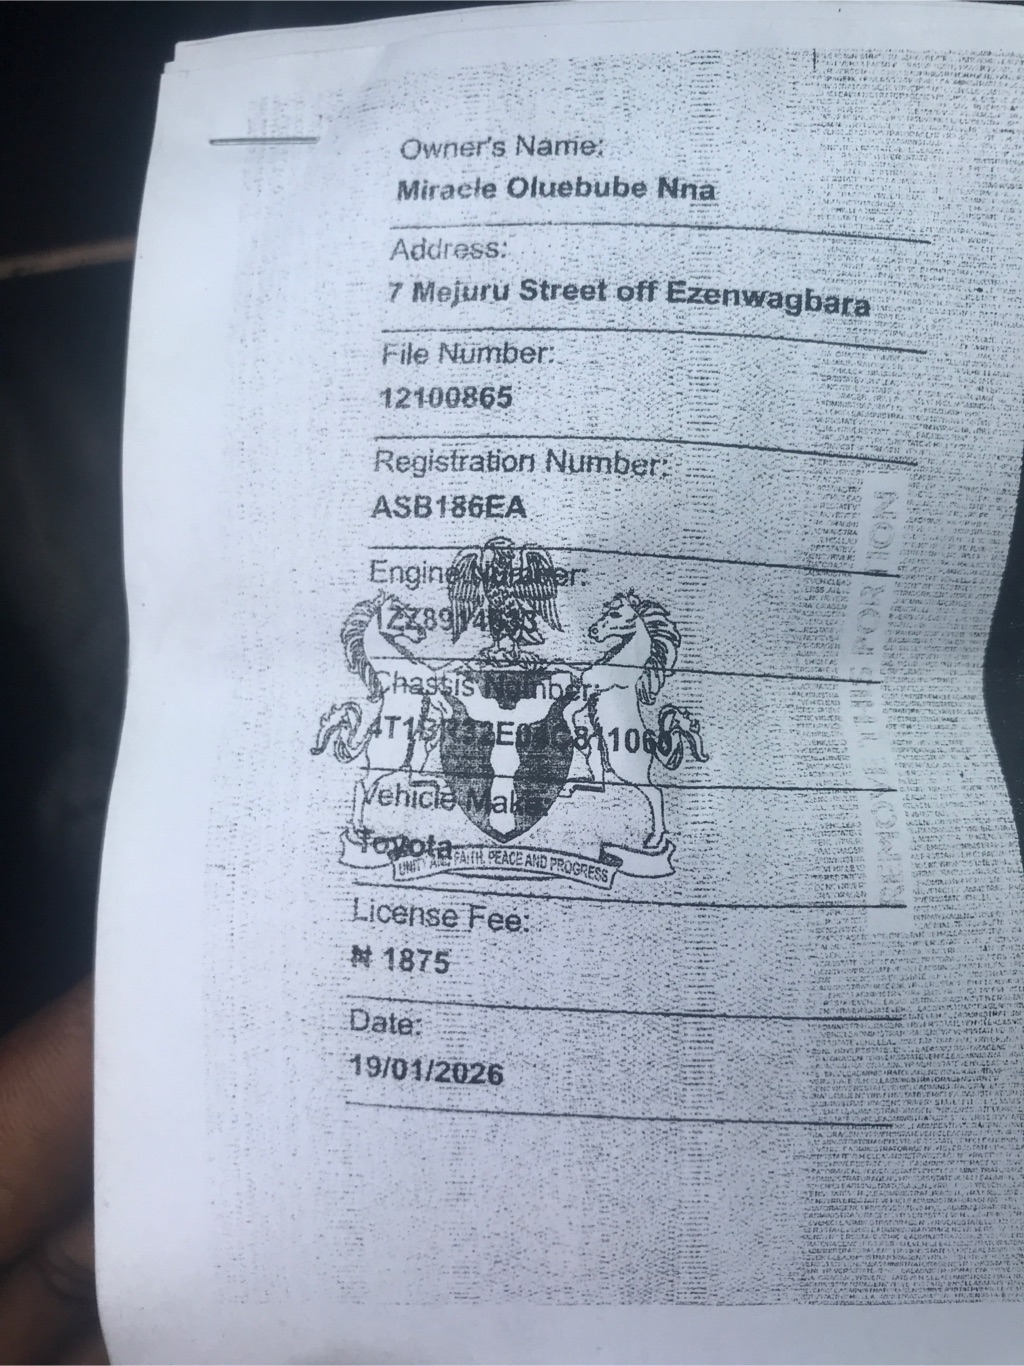 Owner's Name:
Miracle Oluebube Nna
Address:
7 Mejuru Street off Ezenwagbara
File Number:
12100865
Registration Number:
ASB186EA
Engine Number:
Chassis Number:
Vehicle Make
Toyota
UNITY AND FAITH, PEACE AND PROGRESS
License Fee:
₦ 1875
Date:
19/01/2026
REMOVE THIS PORTION